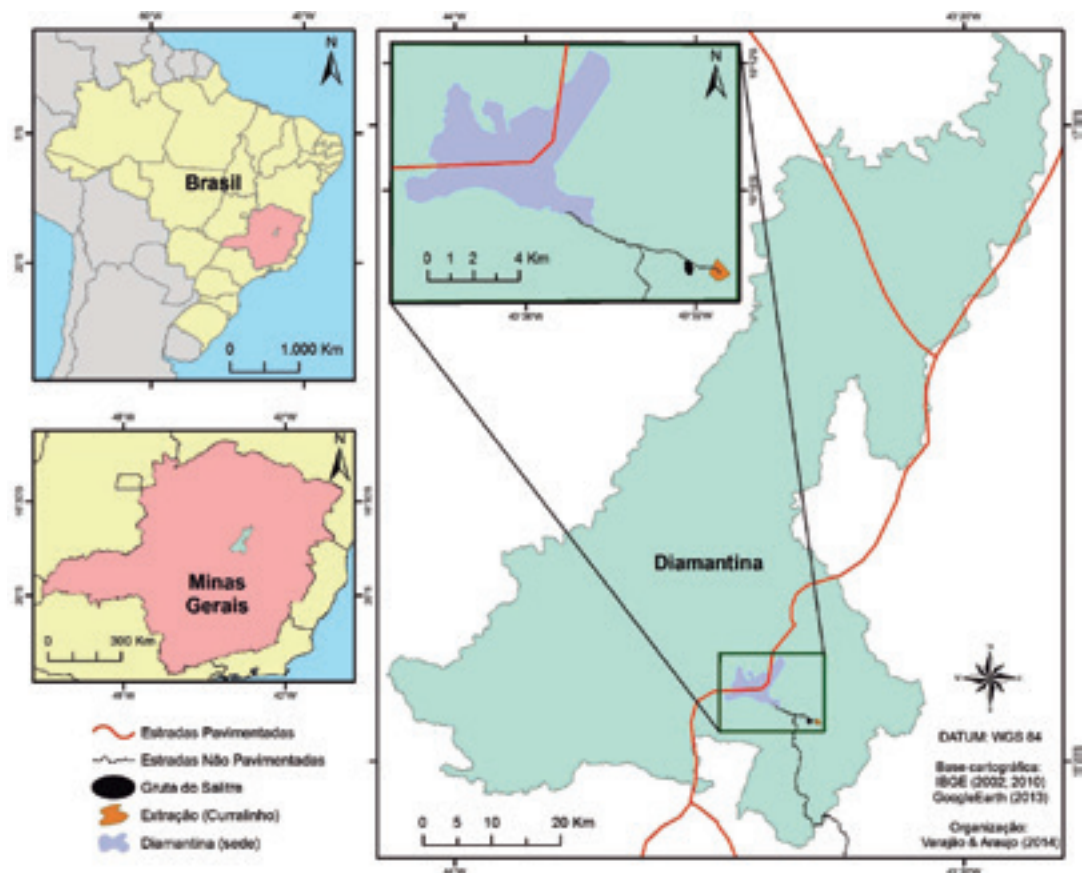 N
Brasil
0 1.000 Km
N
Minas
Gerais
0 300 Km
Estradas Pavimentadas
Estradas Não Pavimentadas
Gruta do Salitre
Extração (Curralinho)
Diamantina (sede)
N
0 1 2 4 Km
Diamantina
0 5 10 20 Km
DATUM: WGS 84
Base cartográfica:
IBGE (2002, 2010)
GoogleEarth (2013)
Organização:
Varajão & Araujo (2014)